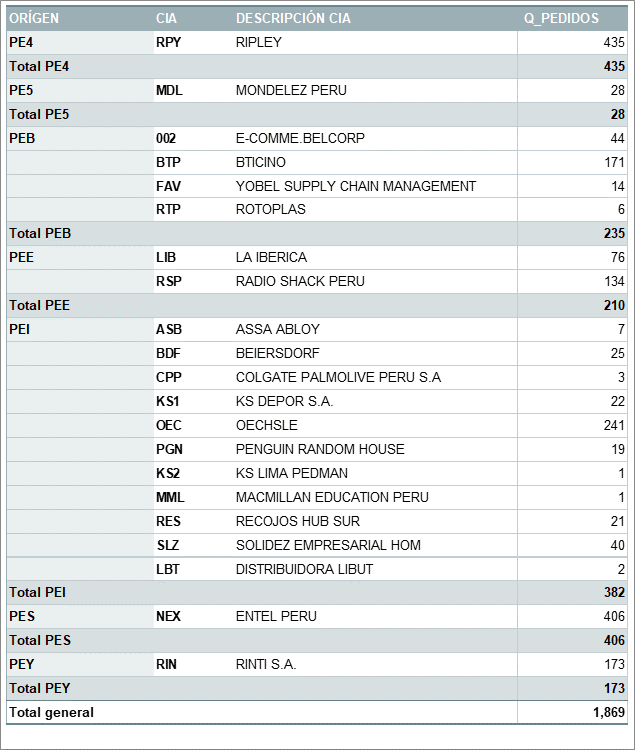 ORÍGEN CIA DESCRIPCIÓN CIA Q_PEDIDOS
PE4 RPY RIPLEY 435
Total PE4 435
PE5 MDL MONDELEZ PERU 28
Total PE5 28
PEB 002 E-COMME.BELCORP 44
BTP BTICINO 171
FAV YOBEL SUPPLY CHAIN MANAGEMENT 14
RTP ROTOPLAS 6
Total PEB 235
PEE LIB LA IBERICA 76
RSP RADIO SHACK PERU 134
Total PEE 210
PEI ASB ASSA ABLOY 7
BDF BEIERSDORF 25
CPP COLGATE PALMOLIVE PERU S.A 3
KS1 KS DEPOR S.A. 22
OEC OECHSLE 241
PGN PENGUIN RANDOM HOUSE 19
KS2 KS LIMA PEDMAN 1
MML MACMILLAN EDUCATION PERU 1
RES RECOJOS HUB SUR 21
SLZ SOLIDEZ EMPRESARIAL HOM 40
LBT DISTRIBUIDORA LIBUT 2
Total PEI 382
PES NEX ENTEL PERU 406
Total PES 406
PEY RIN RINTI S.A. 173
Total PEY 173
Total general 1,869